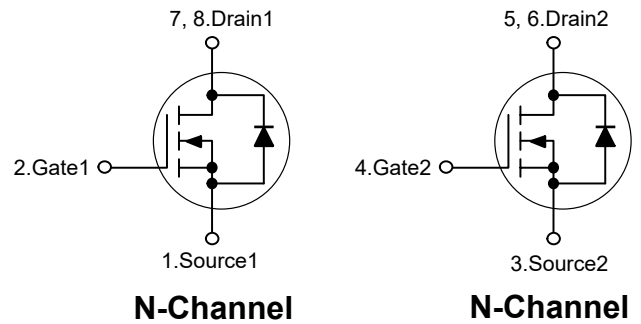 7, 8.Drain1
5, 6.Drain2
2.Gate1
4.Gate2
1.Source1
3.Source2
N-Channel
N-Channel